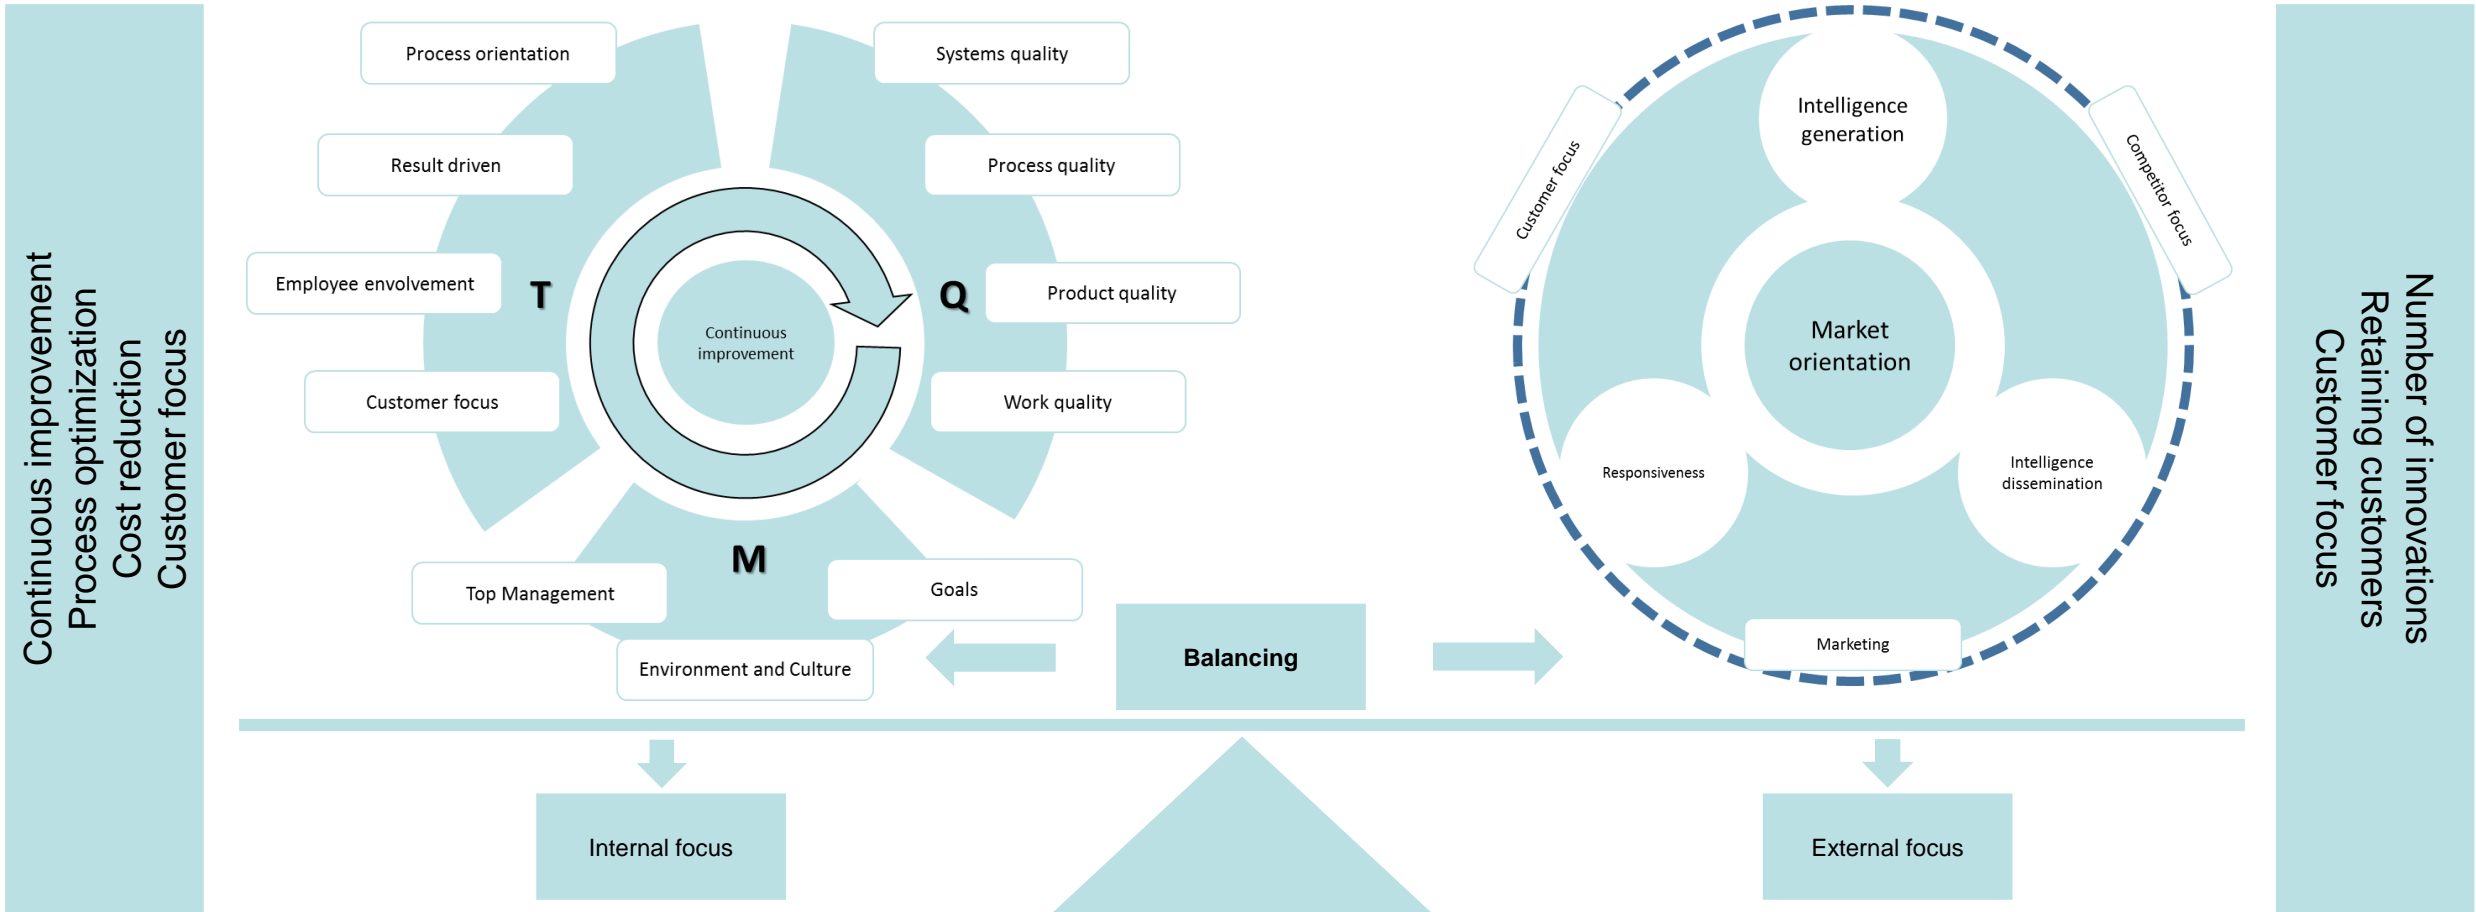 Continuous improvement
Process optimization
Cost reduction
Customer focus
Process orientation
Result driven
Employee envolvement
Customer focus
T
Systems quality
Process quality
Product quality
Work quality
Q
Continuous
improvement
M
Top Management
Goals
Environment and Culture
Balancing
Customer focus
Intelligence
generation
Competitor focus
Market
orientation
Responsiveness
Intelligence
dissemination
Marketing
Internal focus
External focus
Number of innovations
Retaining customers
Customer focus